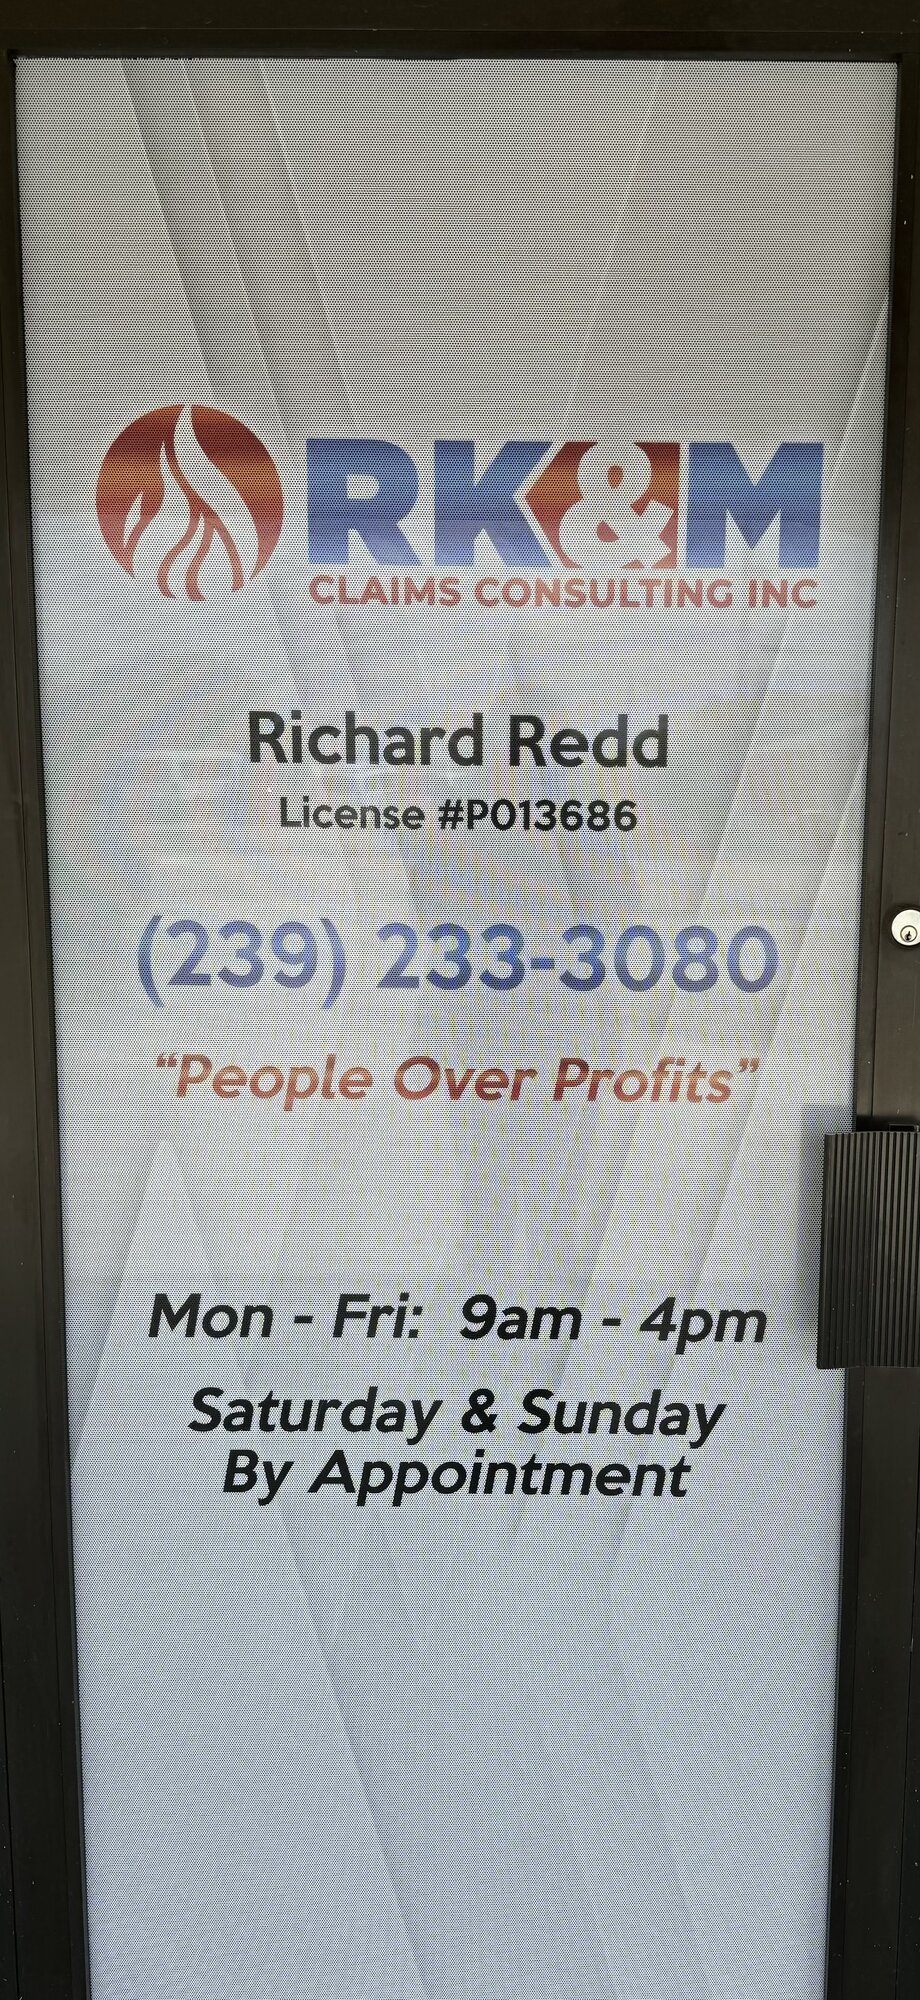 RK&M
CLAIMS CONSULTING INC
Richard Redd
License #P013686
(239) 233-3080
“People Over Profits”
Mon - Fri: 9am - 4pm
Saturday & Sunday
By Appointment